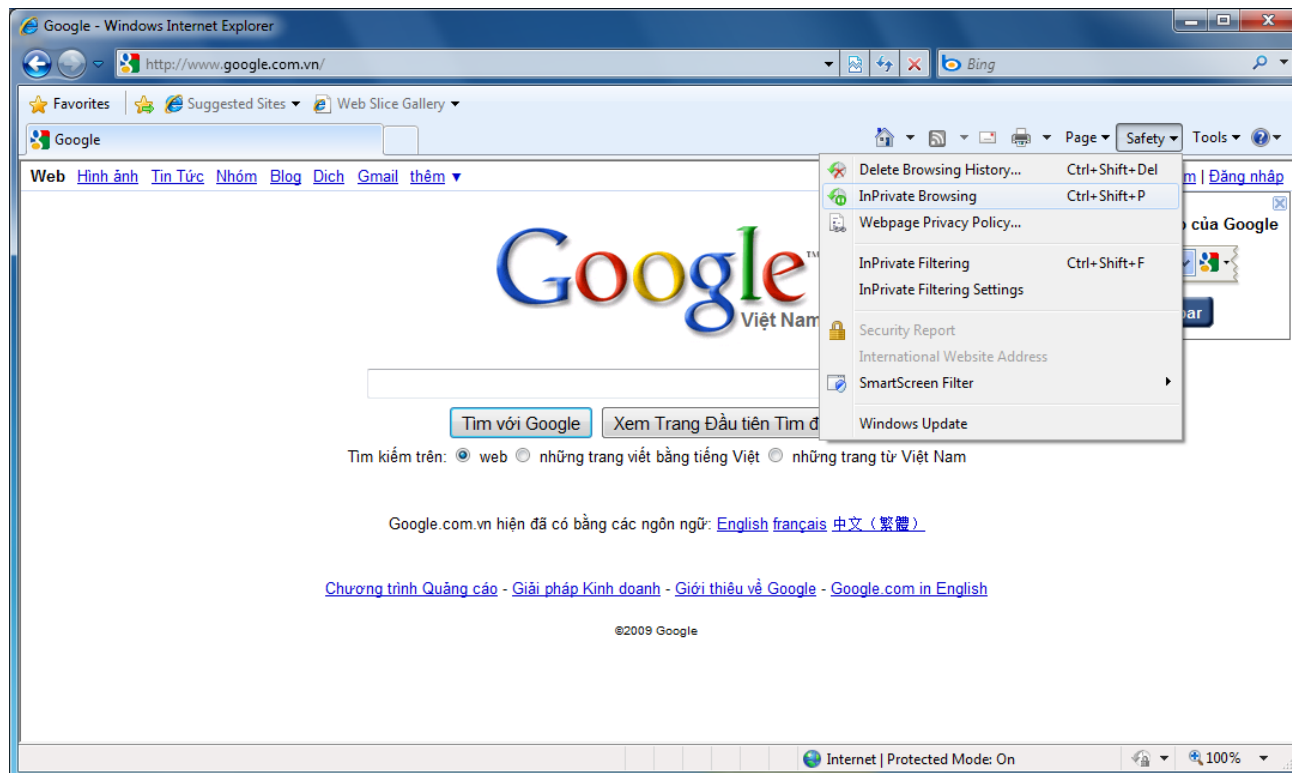 Google - Windows Internet Explorer
http://www.google.com.vn/
Bing
Favorites Suggested Sites Web Slice Gallery
Google Page Safety Tools
Web Hình ảnh Tin Tức Nhóm Blog Dịch Gmail thêm ▼ | Đăng nhập
Delete Browsing History... Ctrl+Shift+Del
InPrivate Browsing Ctrl+Shift+P
Webpage Privacy Policy... của Google
InPrivate Filtering Ctrl+Shift+F
InPrivate Filtering Settings
Google TM
Việt Nam
Security Report
International Website Address
SmartScreen Filter
Windows Update
Tìm với Google Xem Trang Đầu tiên Tìm
Tìm kiếm trên: web những trang viết bằng tiếng Việt những trang từ Việt Nam
Google.com.vn hiện đã có bằng các ngôn ngữ: English français 中文（繁體）
Chương trình Quảng cáo - Giải pháp Kinh doanh - Giới thiệu về Google - Google.com in English
©2009 Google
Internet | Protected Mode: On 100%